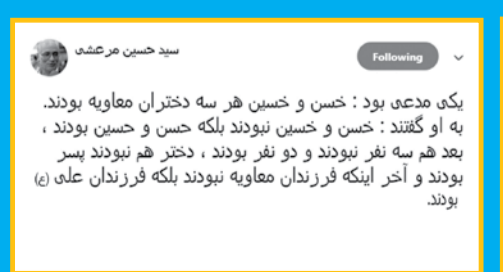 سید حسین مرعشی
Following
یکی مدعی بود : خسن و خسین هر سه دختران معاویه بودند.
به او گفتند : خسن و خسین نبودند بلکه حسن و حسین بودند ،
بعد هم سه نفر نبودند و دو نفر بودند ، دختر هم نبودند پسر
بودند و آخر اینکه فرزندان معاویه نبودند بلکه فرزندان علی (ع)
بودند.